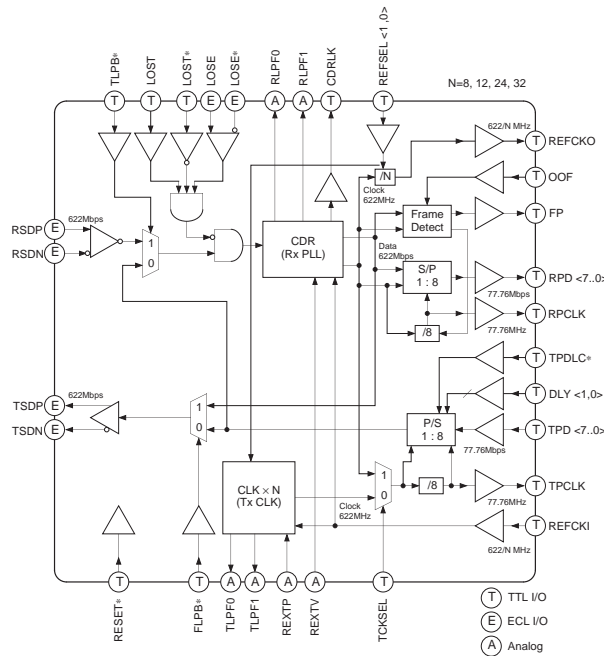 TLPB*
LOST
LOST*
LOSE
LOSE*
RLPF0
RLPF1
CDRLK
REFSEL <1 ,0>
N=8, 12, 24, 32
T
T
T
E
E
A
A
T
T
622/N MHz
T REFCKO
/N
Clock
622MHz
T OOF
RSDP E 622Mbps
RSDN E
1
0
CDR
(Rx PLL)
Frame
Detect
T FP
Data
622Mbps
S/P
1 : 8
T RPD <7..0>
77.76Mbps
T RPCLK
77.76MHz
/8
T TPDLC*
TSDP E 622Mbps
TSDN E
1
0
P/S
1 : 8
T DLY <1,0>
T TPD <7..0>
77.76Mbps
CLK × N
(Tx CLK)
1
0
/8
T TPCLK
77.76MHz
Clock
622MHz
T REFCKI
622/N MHz
T
T
A
A
A
A
T
RESET*
FLPB*
TLPF0
TLPF1
REXTP
REXTV
TCKSEL
T TTL I/O
E ECL I/O
A Analog